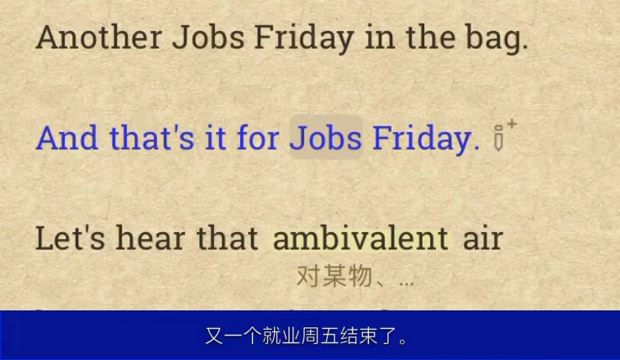 Another Jobs Friday in the bag.
And that's it for Jobs Friday.
Let's hear that ambivalent air
对某物、...
又一个就业周五结束了。